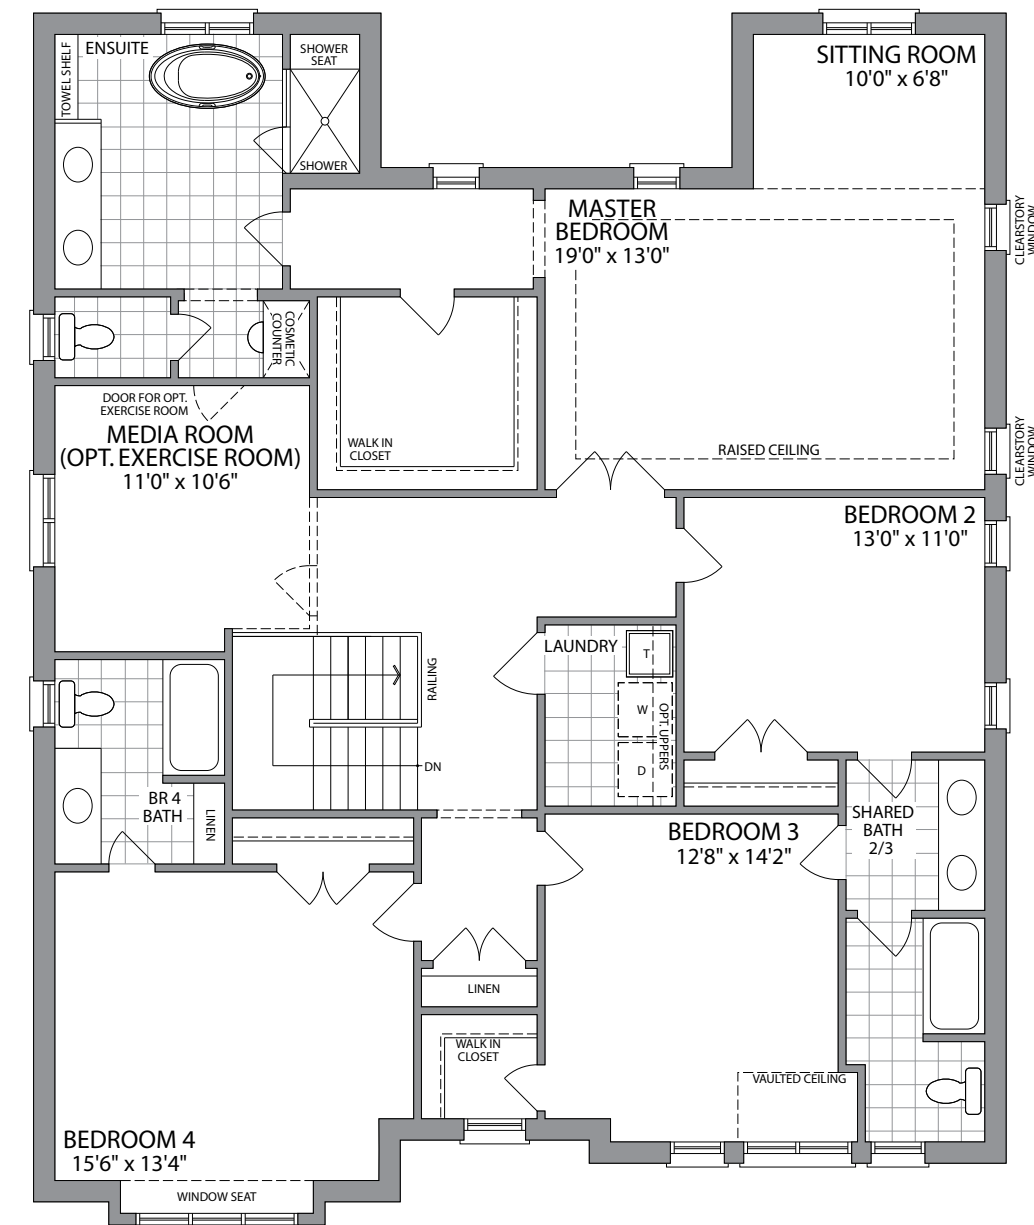 ENSUITE
TOWEL SHELF
SHOWER
SEAT
SHOWER
SITTING ROOM
10'0" x 6'8"
MASTER
BEDROOM
19'0" x 13'0"
CLEARSTORY
WINDOW
COSMETIC
COUNTER
DOOR FOR OPT.
EXERCISE ROOM
MEDIA ROOM
(OPT. EXERCISE ROOM)
11'0" x 10'6"
WALK IN
CLOSET
RAISED CEILING
CLEARSTORY
WINDOW
BEDROOM 2
13'0" x 11'0"
LAUNDRY
T
W
D
OPT. UPPERS
RAILING
DN
BR 4
BATH
LINEN
SHARED
BATH
2/3
BEDROOM 3
12'8" x 14'2"
LINEN
WALK IN
CLOSET
VAULTED CEILING
BEDROOM 4
15'6" x 13'4"
WINDOW SEAT